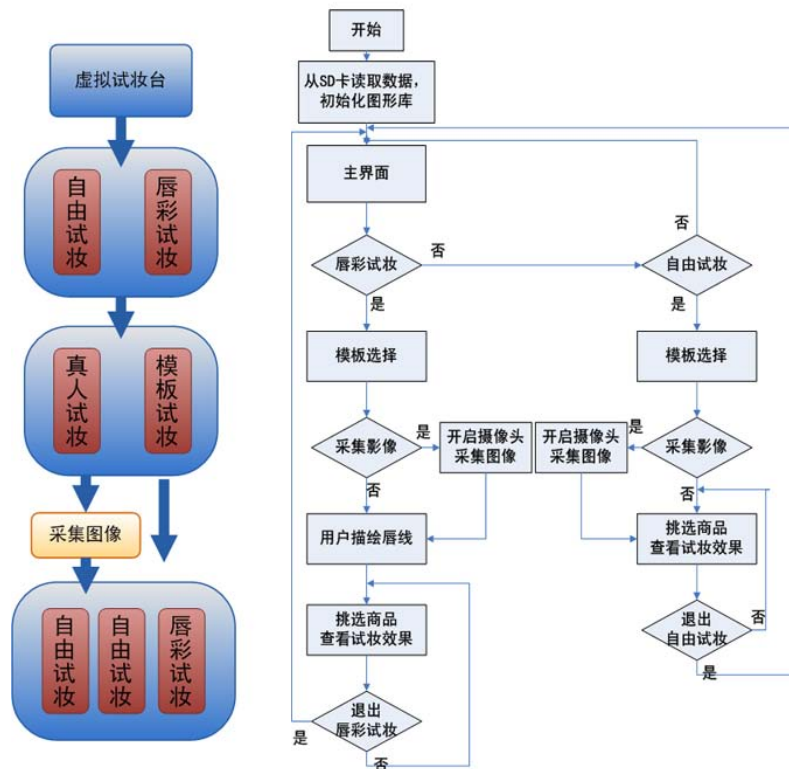 虚拟试妆台
自由试妆
唇彩试妆
真人试妆
模板试妆
采集图像
自由试妆
自由试妆
唇彩试妆
开始
从SD卡读取数据，
初始化图形库
主界面
否
唇彩试妆
否
自由试妆
是
是
模板选择
模板选择
采集影像
是
开启摄像头
采集图像
开启摄像头
采集图像
是
采集影像
否
否
用户描绘唇线
挑选商品
查看试妆效果
挑选商品
查看试妆效果
退出
自由试妆
否
是
退出
唇彩试妆
是
否